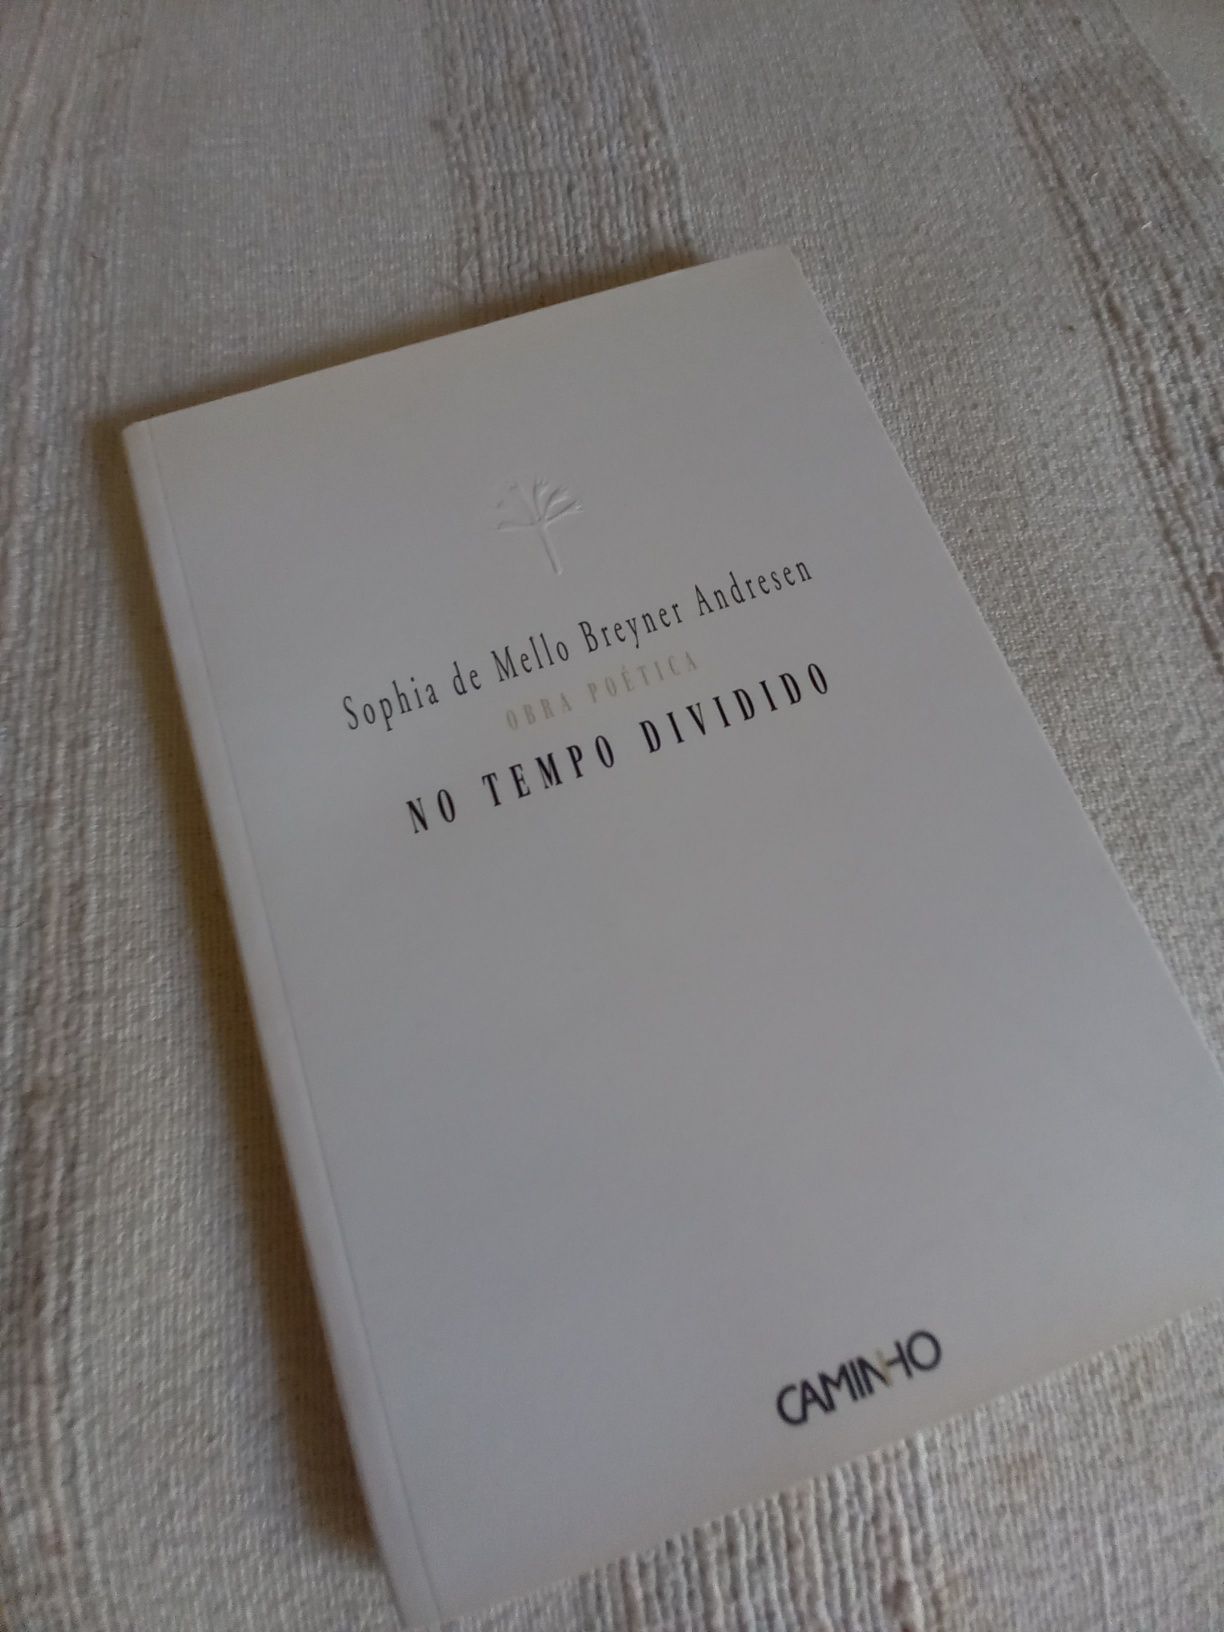 Sophia de Mello Breyner Andresen
OBRA POÉTICA
NO TEMPO DIVIDIDO
CAMINHO